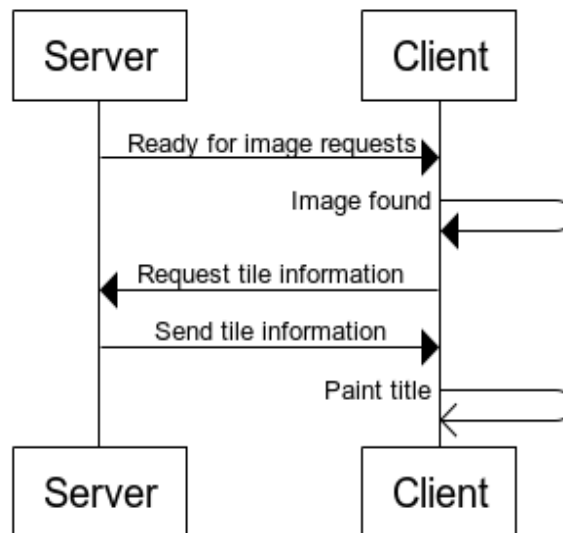 Server Client
Ready for image requests
Image found
Request tile information
Send tile information
Paint title
Server Client